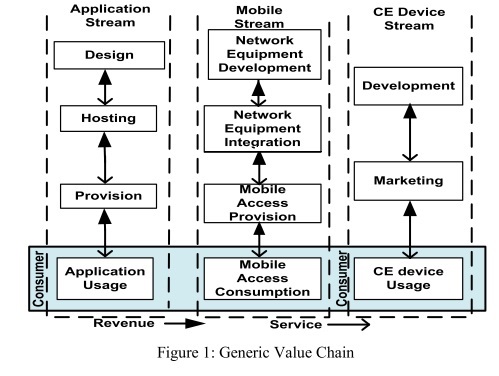 Application
Stream
Mobile
Stream
CE Device
Stream
Design
Hosting
Provision
Network
Equipment
Development
Network
Equipment
Integration
Mobile
Access
Provision
Development
Marketing
Consumer
Application
Usage
Mobile
Access
Consumption
Consumer
CE device
Usage
Revenue
Service
Figure 1: Generic Value Chain